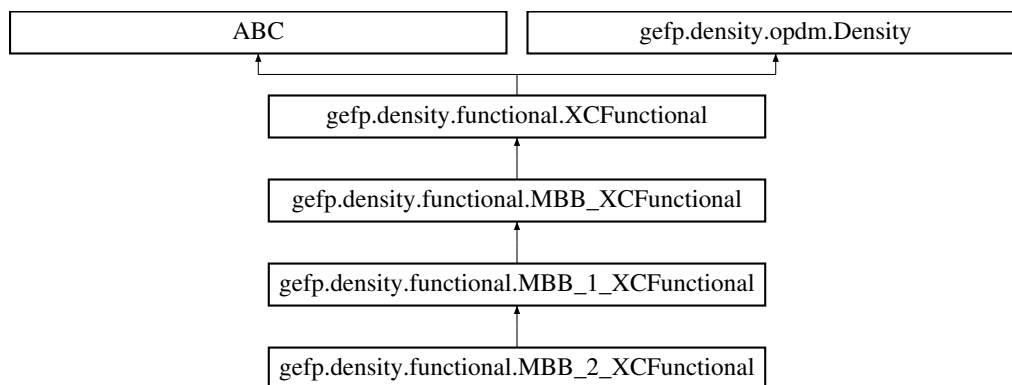 ABC
gefp.density.opdm.Density
gefp.density.functional.XCFunctional
gefp.density.functional.MBB_XCFunctional
gefp.density.functional.MBB_1_XCFunctional
gefp.density.functional.MBB_2_XCFunctional